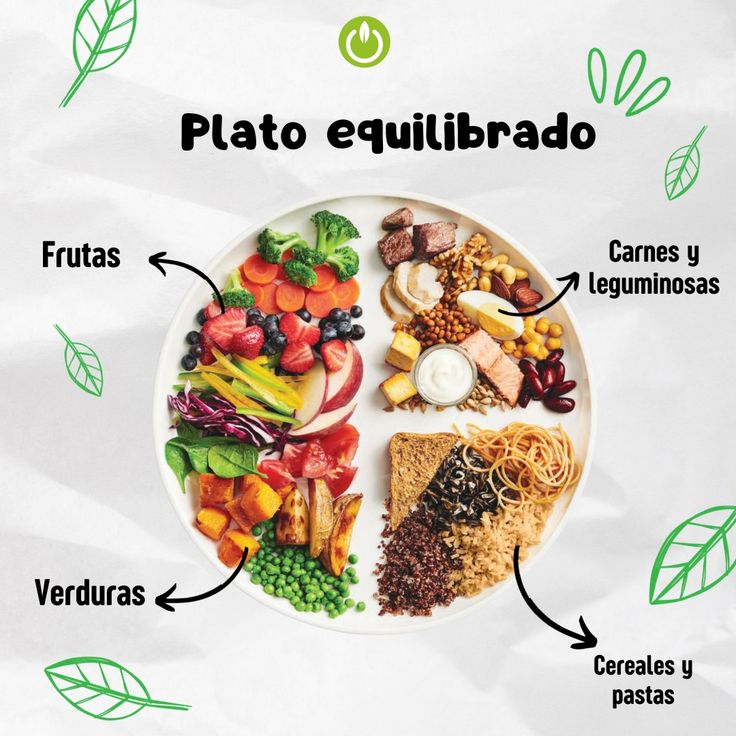 Plato equilibrado
Frutas
Carnes y
leguminosas
Verduras
Cereales y
pastas